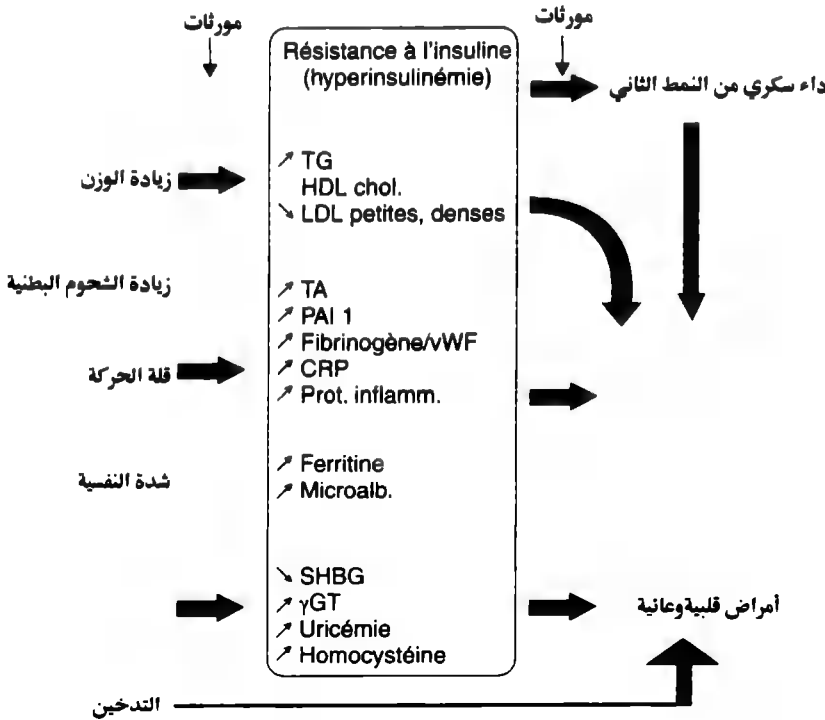 مورثات
مورثات
Résistance à l'insuline
(hyperinsulinémie)
داء سكري من النمط الثاني
زيادة الوزن
↗ TG
HDL chol.
↘ LDL petites, denses
زيادة الشحوم البطنية
↗ TA
↗ PAI 1
↗ Fibrinogène/vWF
↗ CRP
↗ Prot. inflamm.
قلة الحركة
شدة النفسية
↗ Ferritine
↗ Microalb.
↘ SHBG
↗ γGT
↗ Uricémie
↗ Homocystéine
أمراض قلبية وعائية
التدخين